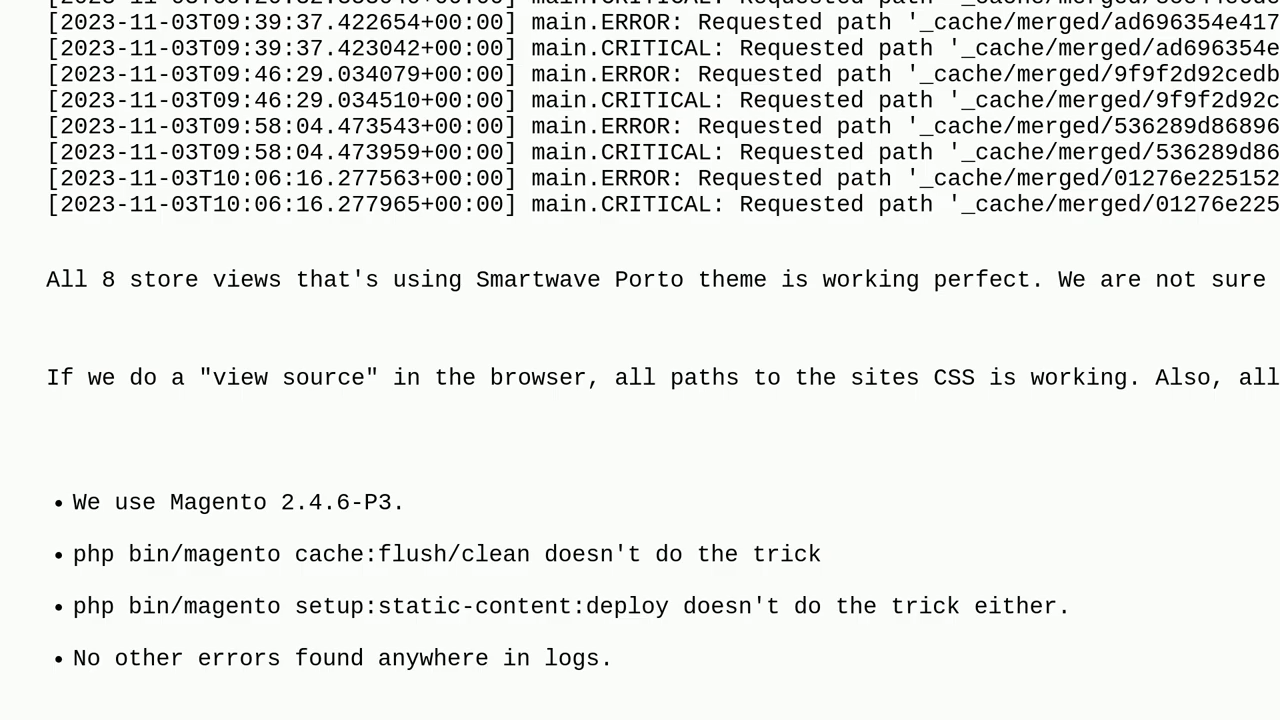 [2023-11-03T09:39:37.422654+00:00] main.ERROR: Requested path '_cache/merged/ad696354e417
[2023-11-03T09:39:37.423042+00:00] main.CRITICAL: Requested path '_cache/merged/ad696354e
[2023-11-03T09:46:29.034079+00:00] main.ERROR: Requested path '_cache/merged/9f9f2d92cedb
[2023-11-03T09:46:29.034510+00:00] main.CRITICAL: Requested path '_cache/merged/9f9f2d92c
[2023-11-03T09:58:04.473543+00:00] main.ERROR: Requested path '_cache/merged/536289d86896
[2023-11-03T09:58:04.473959+00:00] main.CRITICAL: Requested path '_cache/merged/536289d86
[2023-11-03T10:06:16.277563+00:00] main.ERROR: Requested path '_cache/merged/01276e225152
[2023-11-03T10:06:16.277965+00:00] main.CRITICAL: Requested path '_cache/merged/01276e225
All 8 store views that's using Smartwave Porto theme is working perfect. We are not sure
If we do a "view source" in the browser, all paths to the sites CSS is working. Also, all
• We use Magento 2.4.6-P3.
• php bin/magento cache:flush/clean doesn't do the trick
• php bin/magento setup:static-content:deploy doesn't do the trick either.
• No other errors found anywhere in logs.